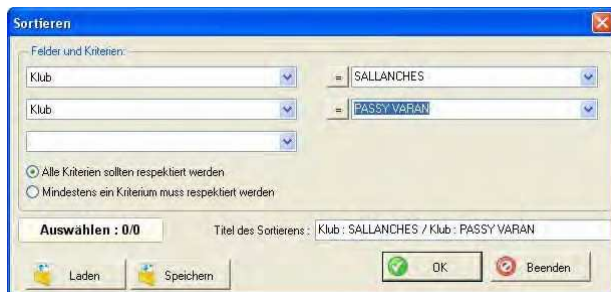 Sortieren
Felder und Kriterien:
Klub = SALLANCHES
Klub = PASSY VARAN
Alle Kriterien sollten respektiert werden
Mindestens ein Kriterium muss respektiert werden
Auswählen : 0/0 Titel des Sortierens : Klub : SALLANCHES / Klub : PASSY VARAN
Laden Speichern OK Beenden